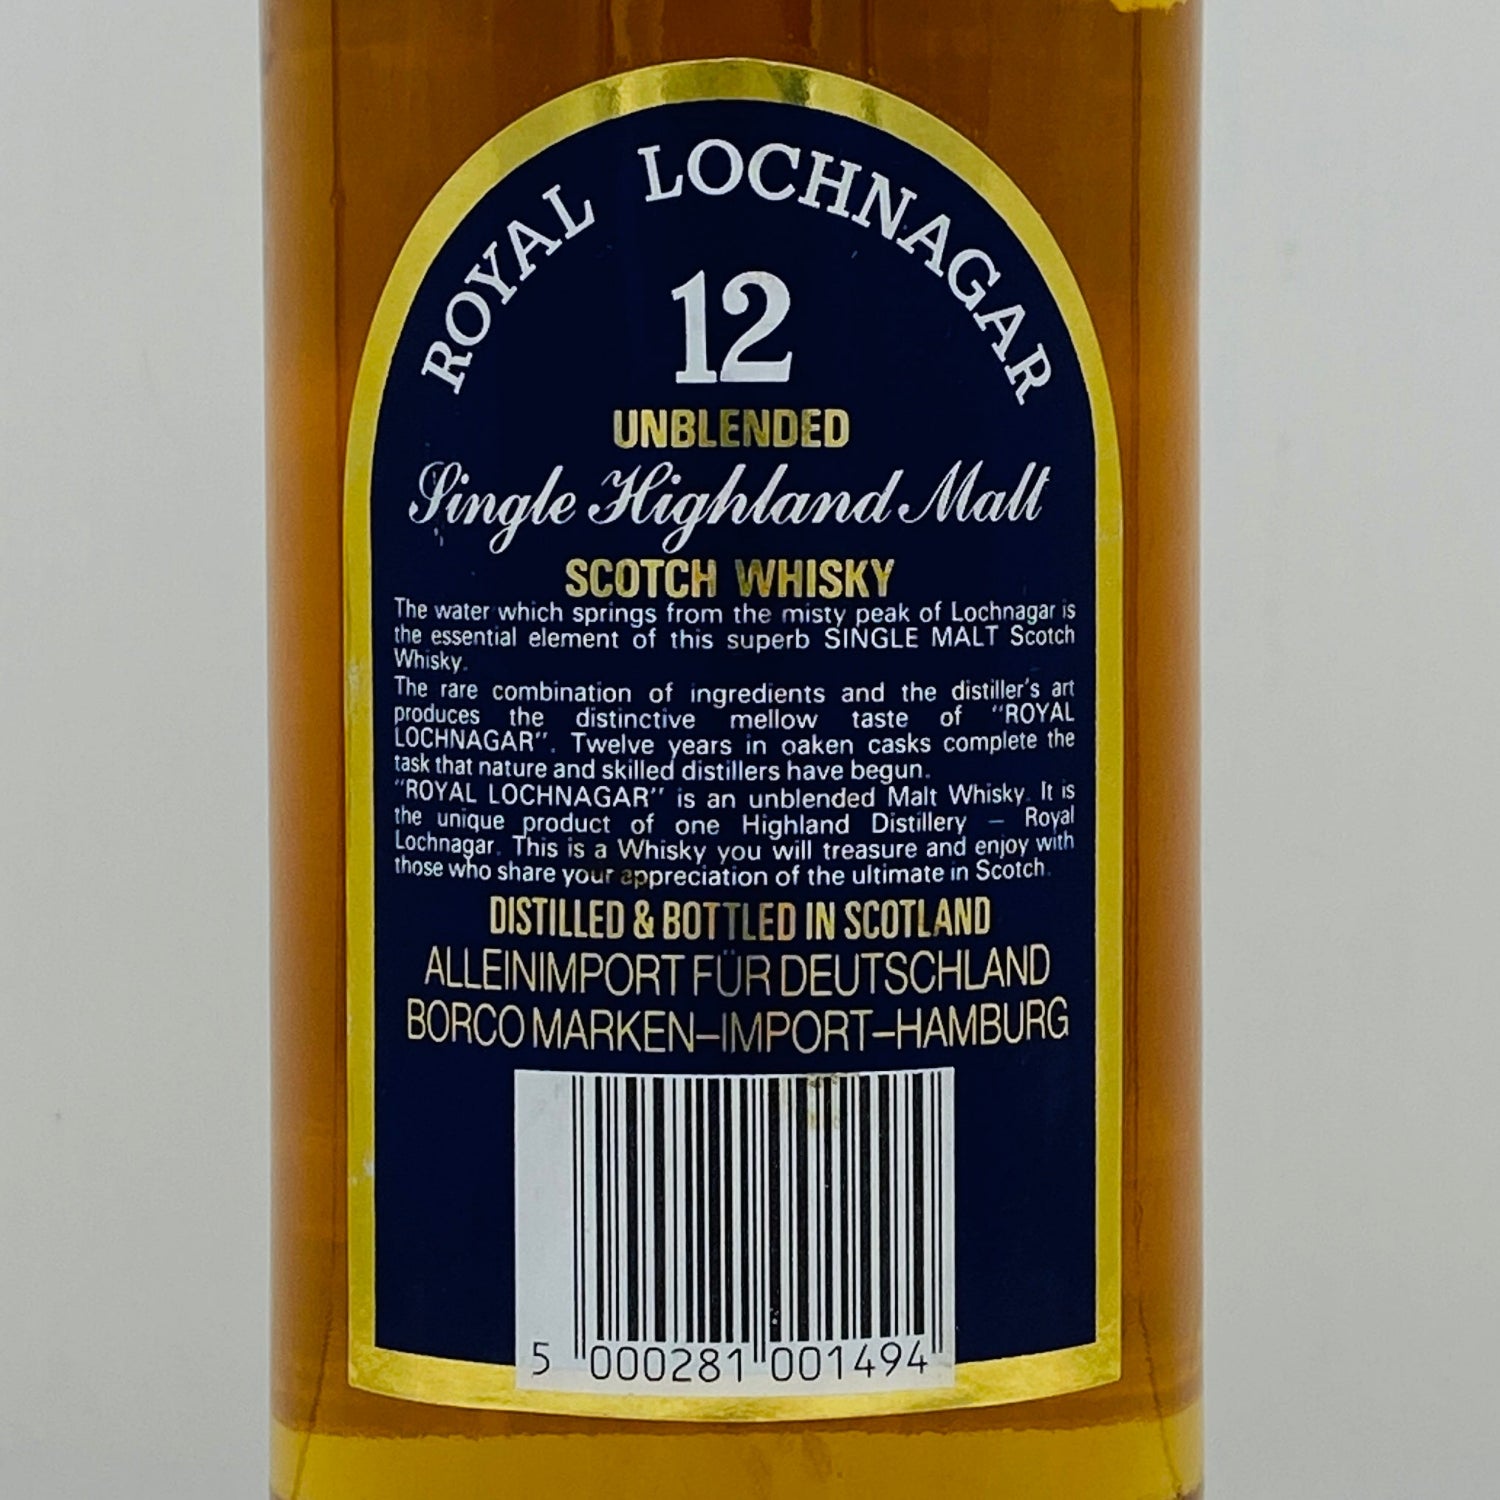 ROYAL LOCHNAGAR
12
UNBLENDED
Single Highland Malt
SCOTCH WHISKY
The water which springs from the misty peak of Lochnagar is
the essential element of this superb SINGLE MALT Scotch
Whisky.
The rare combination of ingredients and the distiller's art
produces the distinctive mellow taste of "ROYAL
LOCHNAGAR". Twelve years in oaken casks complete the
task that nature and skilled distillers have begun.
"ROYAL LOCHNAGAR" is an unblended Malt Whisky. It is
the unique product of one Highland Distillery – Royal
Lochnagar. This is a Whisky you will treasure and enjoy with
those who share your appreciation of the ultimate in Scotch.
DISTILLED & BOTTLED IN SCOTLAND
ALLEINIMPORT FÜR DEUTSCHLAND
BORCO MARKEN–IMPORT–HAMBURG
5 000281 001494